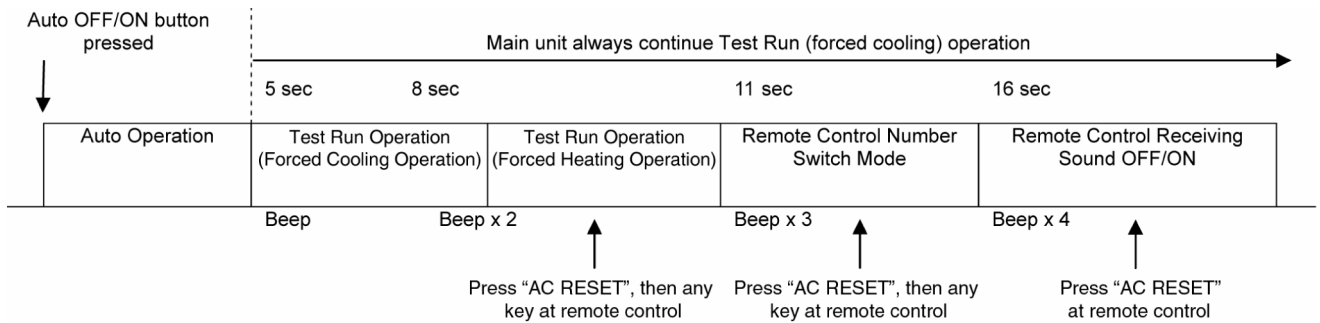 Auto OFF/ON button
pressed
Main unit always continue Test Run (forced cooling) operation
5 sec
8 sec
11 sec
16 sec
Auto Operation
Test Run Operation
(Forced Cooling Operation)
Test Run Operation
(Forced Heating Operation)
Remote Control Number
Switch Mode
Remote Control Receiving
Sound OFF/ON
Beep
Beep x 2
Beep x 3
Beep x 4
Press “AC RESET”, then any
key at remote control
Press “AC RESET”, then any
key at remote control
Press “AC RESET”
at remote control